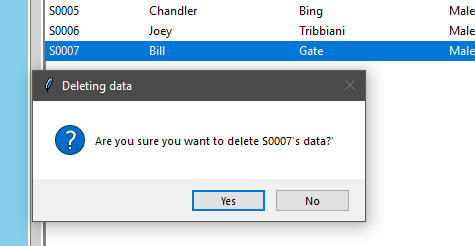 S0005 Chandler Bing Male
S0006 Joey Tribbiani Male
S0007 Bill Gate Male
Deleting data
Are you sure you want to delete S0007's data?'
Yes No